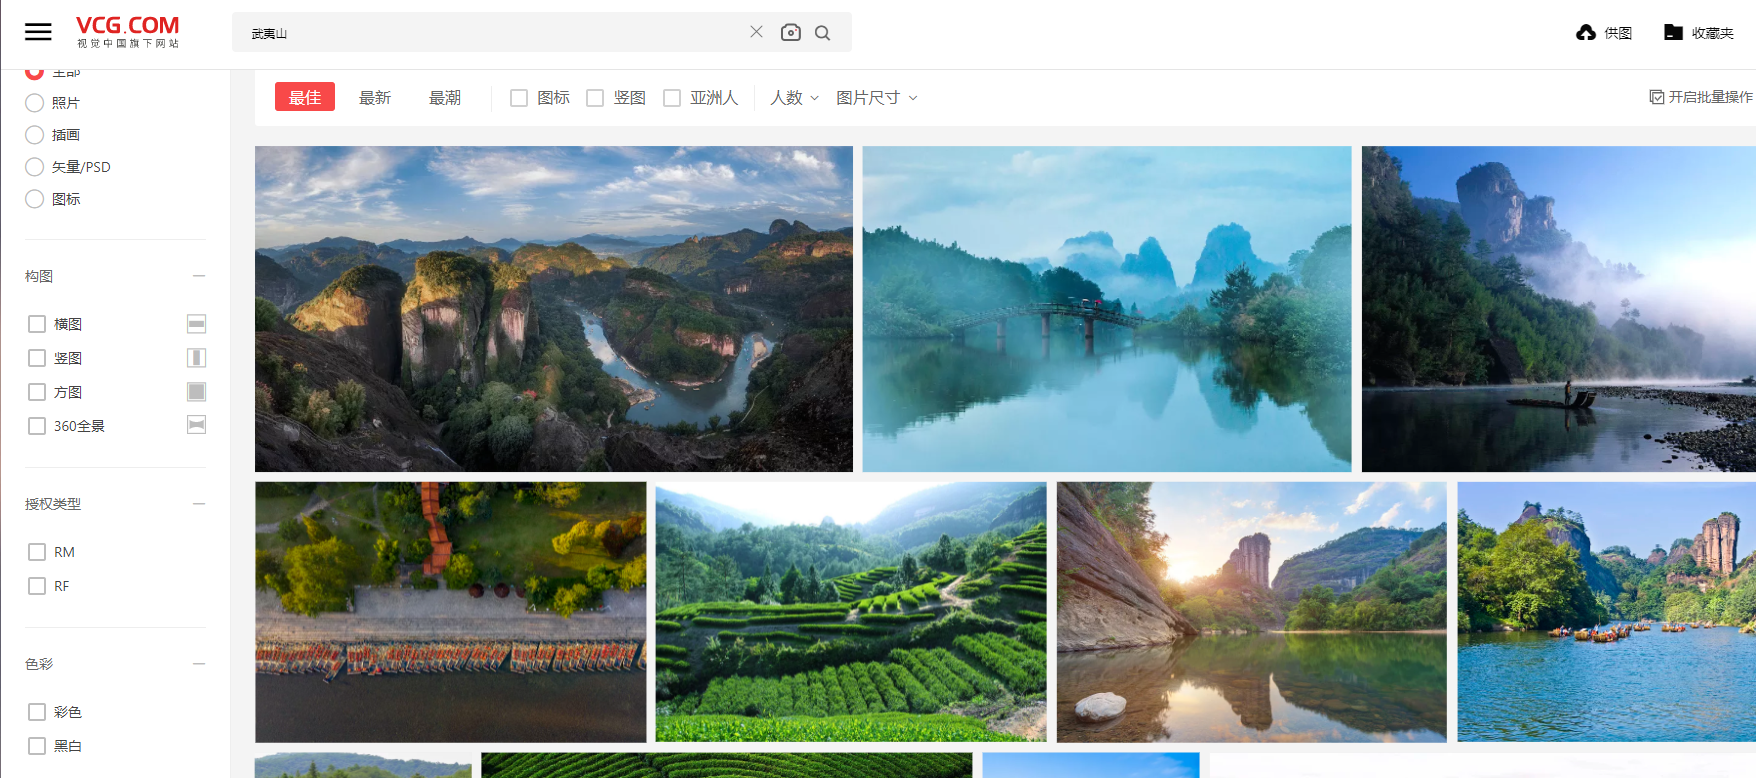 VCG.COM
视觉中国旗下网站
武夷山
供图
收藏夹
全部
照片
插画
矢量/PSD
图标
构图
横图
竖图
方图
360全景
授权类型
RM
RF
色彩
彩色
黑白
最佳
最新
最潮
图标
竖图
亚洲人
人数
图片尺寸
开启批量操作